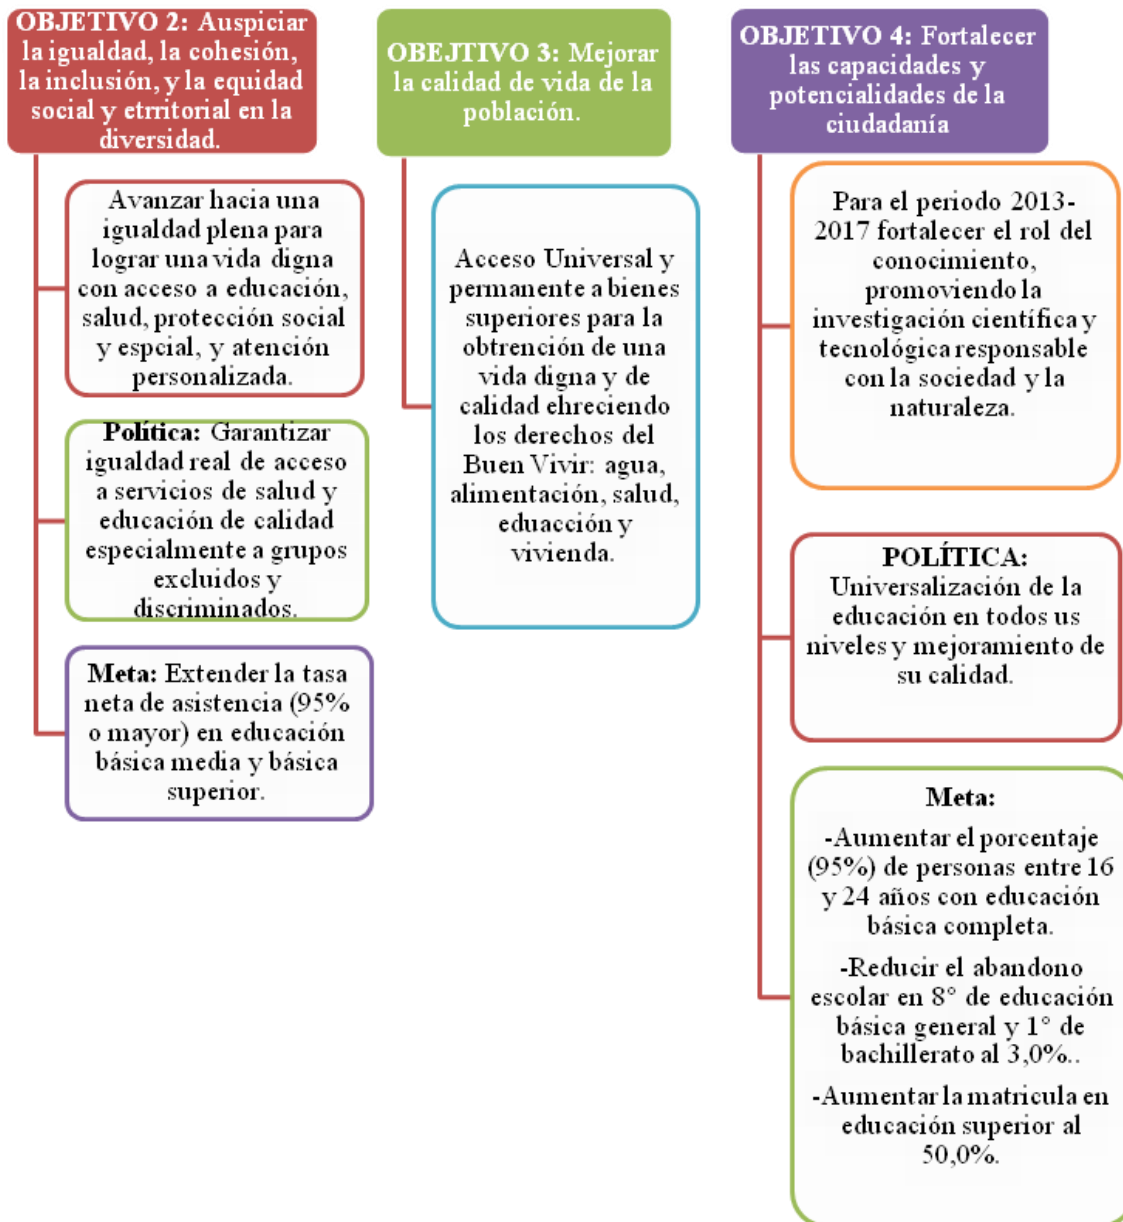 OBJETIVO 2: Auspiciar
la igualdad, la cohesión,
la inclusión, y la equidad
social y etrritorial en la
diversidad.
Avanzar hacia una
igualdad plena para
lograr una vida digna
con acceso a educación,
salud, protección social
y espcial, y atención
personalizada.
Política: Garantizar
igualdad real de acceso
a servicios de salud y
educación de calidad
especialmente a grupos
excluidos y
discriminados.
Meta: Extender la tasa
neta de asistencia (95%
o mayor) en educación
básica media y básica
superior.
OBEJTIVO 3: Mejorar
la calidad de vida de la
población.
Acceso Universal y
permanente a bienes
superiores para la
obtrención de una
vida digna y de
calidad ehreciendo
los derechos del
Buen Vivir: agua,
alimentación, salud,
eduacción y
vivienda.
OBJETIVO 4: Fortalecer
las capacidades y
potencialidades de la
ciudadanía
Para el periodo 2013-
2017 fortalecer el rol del
conocimiento,
promoviendo la
investigación científica y
tecnológica responsable
con la sociedad y la
naturaleza.
POLÍTICA:
Universalización de la
educación en todos us
niveles y mejoramiento de
su calidad.
Meta:
-Aumentar el porcentaje
(95%) de personas entre 16
y 24 años con educación
básica completa.
-Reducir el abandono
escolar en 8° de educación
básica general y 1° de
bachillerato al 3,0%..
-Aumentar la matricula en
educación superior al
50,0%.